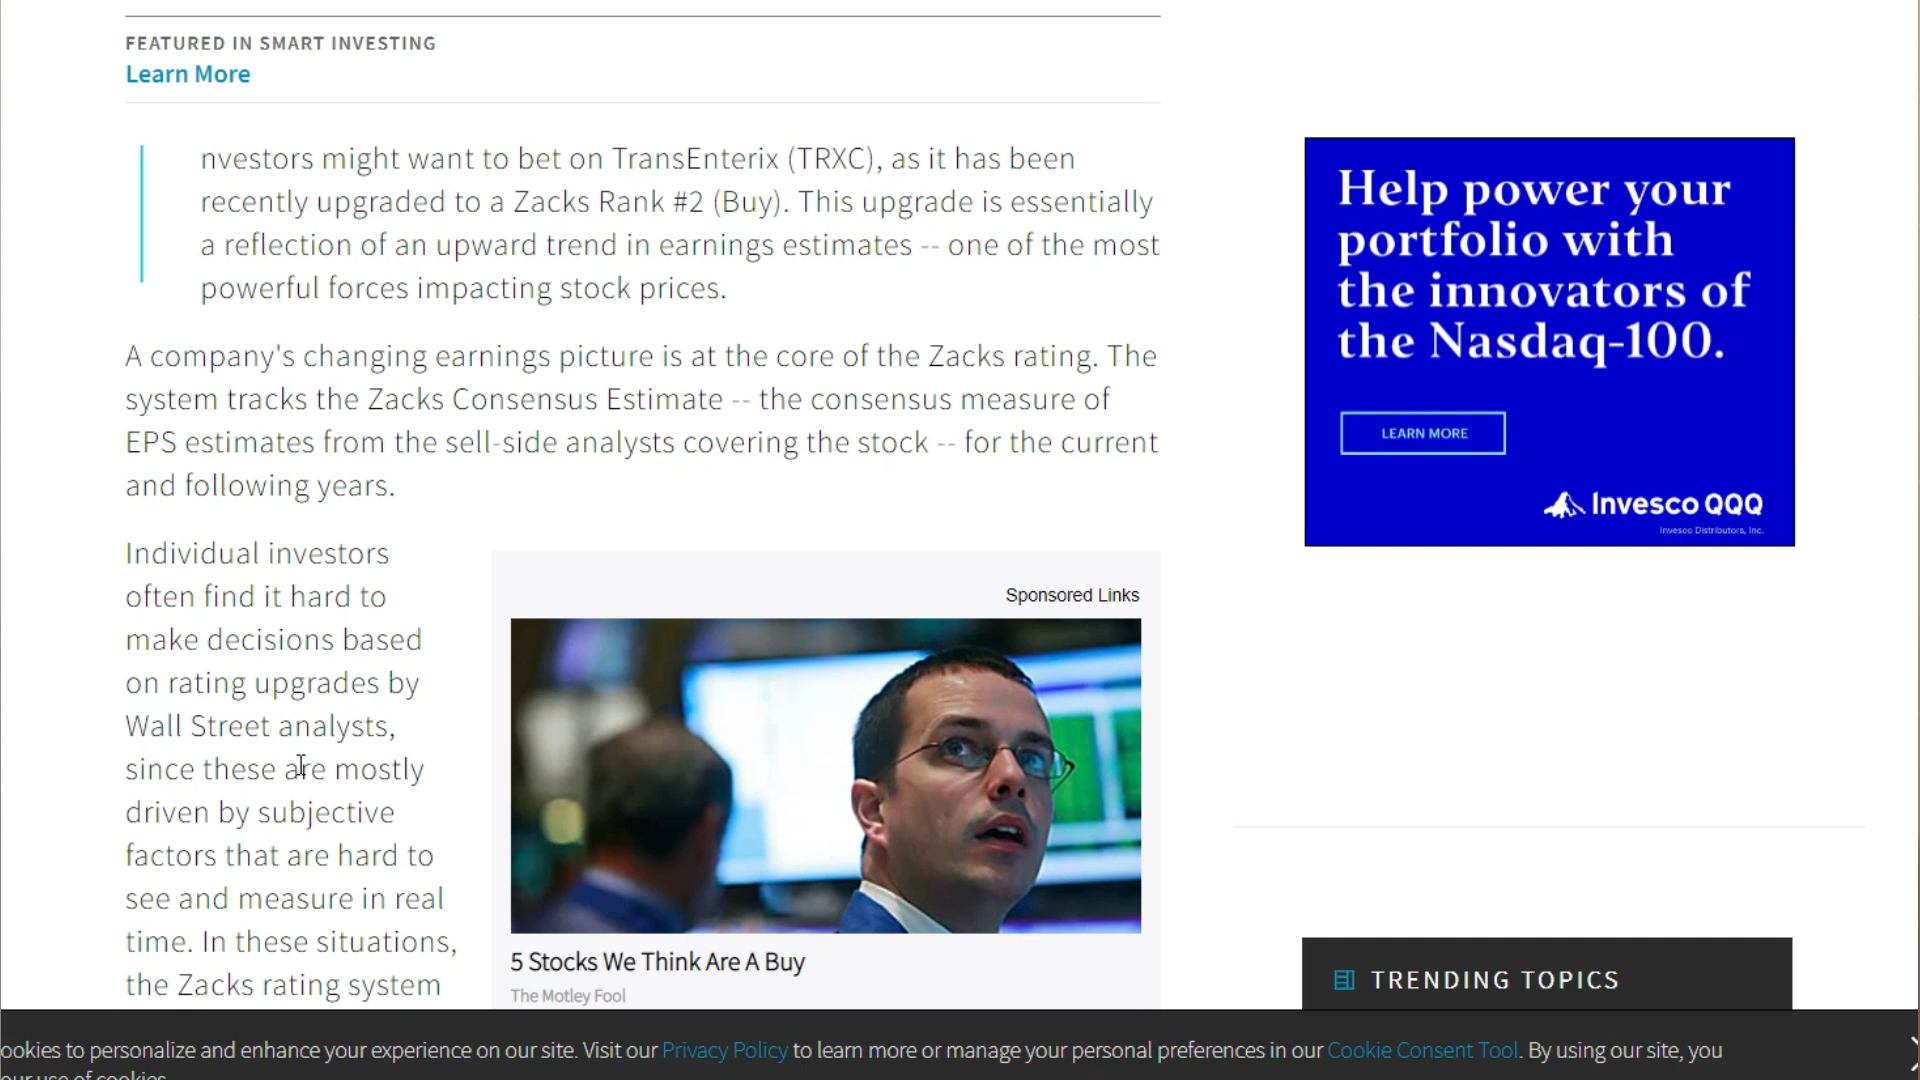 FEATURED IN SMART INVESTING
Learn More
nvestors might want to bet on TransEnterix (TRXC), as it has been
recently upgraded to a Zacks Rank #2 (Buy). This upgrade is essentially
a reflection of an upward trend in earnings estimates -- one of the most
powerful forces impacting stock prices.
A company's changing earnings picture is at the core of the Zacks rating. The
system tracks the Zacks Consensus Estimate -- the consensus measure of
EPS estimates from the sell-side analysts covering the stock -- for the current
and following years.
Individual investors
often find it hard to
make decisions based
on rating upgrades by
Wall Street analysts,
since these are mostly
driven by subjective
factors that are hard to
see and measure in real
time. In these situations,
the Zacks rating system
Sponsored Links
5 Stocks We Think Are A Buy
The Motley Fool
Help power your
portfolio with
the innovators of
the Nasdaq-100.
LEARN MORE
Invesco QQQ
Invesco Distributors, Inc.
TRENDING TOPICS
ookies to personalize and enhance your experience on our site. Visit our Privacy Policy to learn more or manage your personal preferences in our Cookie Consent Tool. By using our site, you
our use of cookies